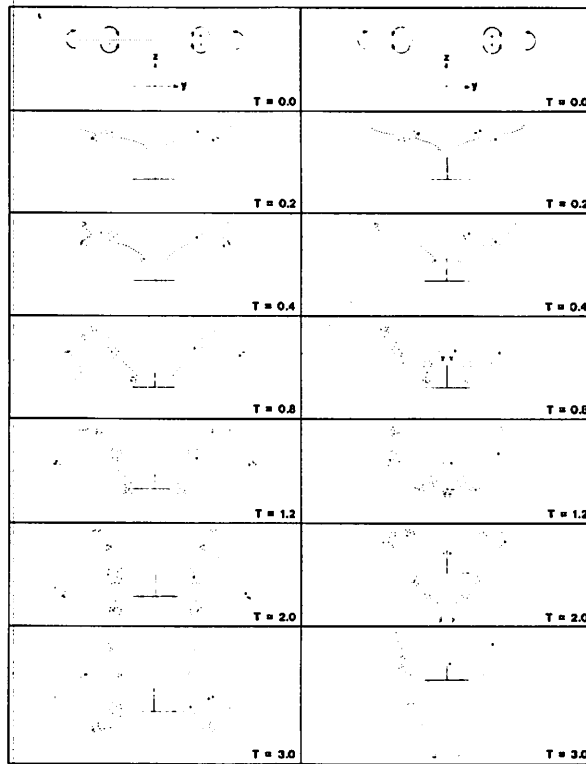 z z
y y
T = 0.0 T = 0.0
T = 0.2 T = 0.2
T = 0.4 T = 0.4
T = 0.8 T = 0.8
T = 1.2 T = 1.2
T = 2.0 T = 2.0
T = 3.0 T = 3.0